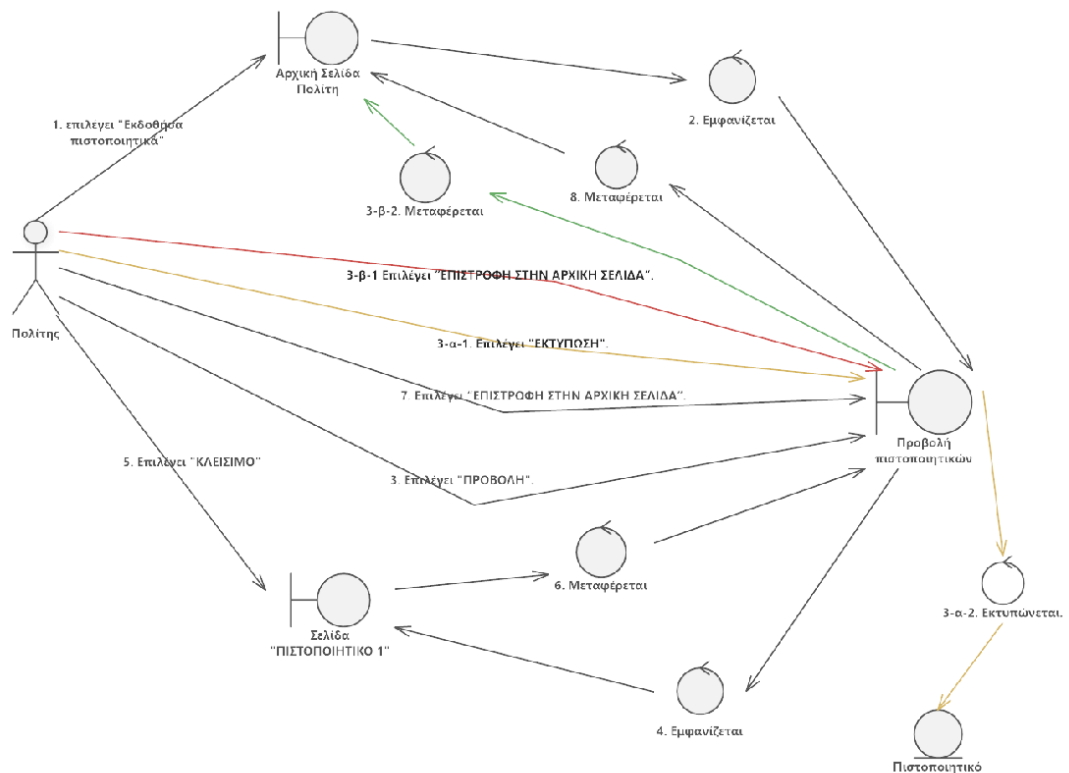 Αρχική Σελίδα
Πολίτη
1. επιλεγει "Εκδοθήσα
πιστοποιητικά"
2. Εμφανίζεται
8. Μεταφέρεται
3-β-2. Μεταφέρεται
3-β-1 Επιλέγει "ΕΠΙΣΤΡΟΦΗ ΣΤΗΝ ΑΡΧΙΚΗ ΣΕΛΙΔΑ".
Πολίτης
3-α-1. Επιλέγει "ΕΚΤΥΠΩΣΗ".
7. Επιλέγει "ΕΠΙΣΤΡΟΦΗ ΣΤΗΝ ΑΡΧΙΚΗ ΣΕΛΙΔΑ".
Προβολή
πιστοποιητικών
5. Επιλέγει "ΚΛΕΙΣΙΜΟ"
3. Επιλέγει "ΠΡΟΒΟΛΗ".
6. Μεταφέρεται
3-α-2. Εκτυπώνεται.
Σελίδα
"ΠΙΣΤΟΠΟΙΗΤΙΚΟ 1"
4. Εμφανίζεται
Πιστοποιητικό